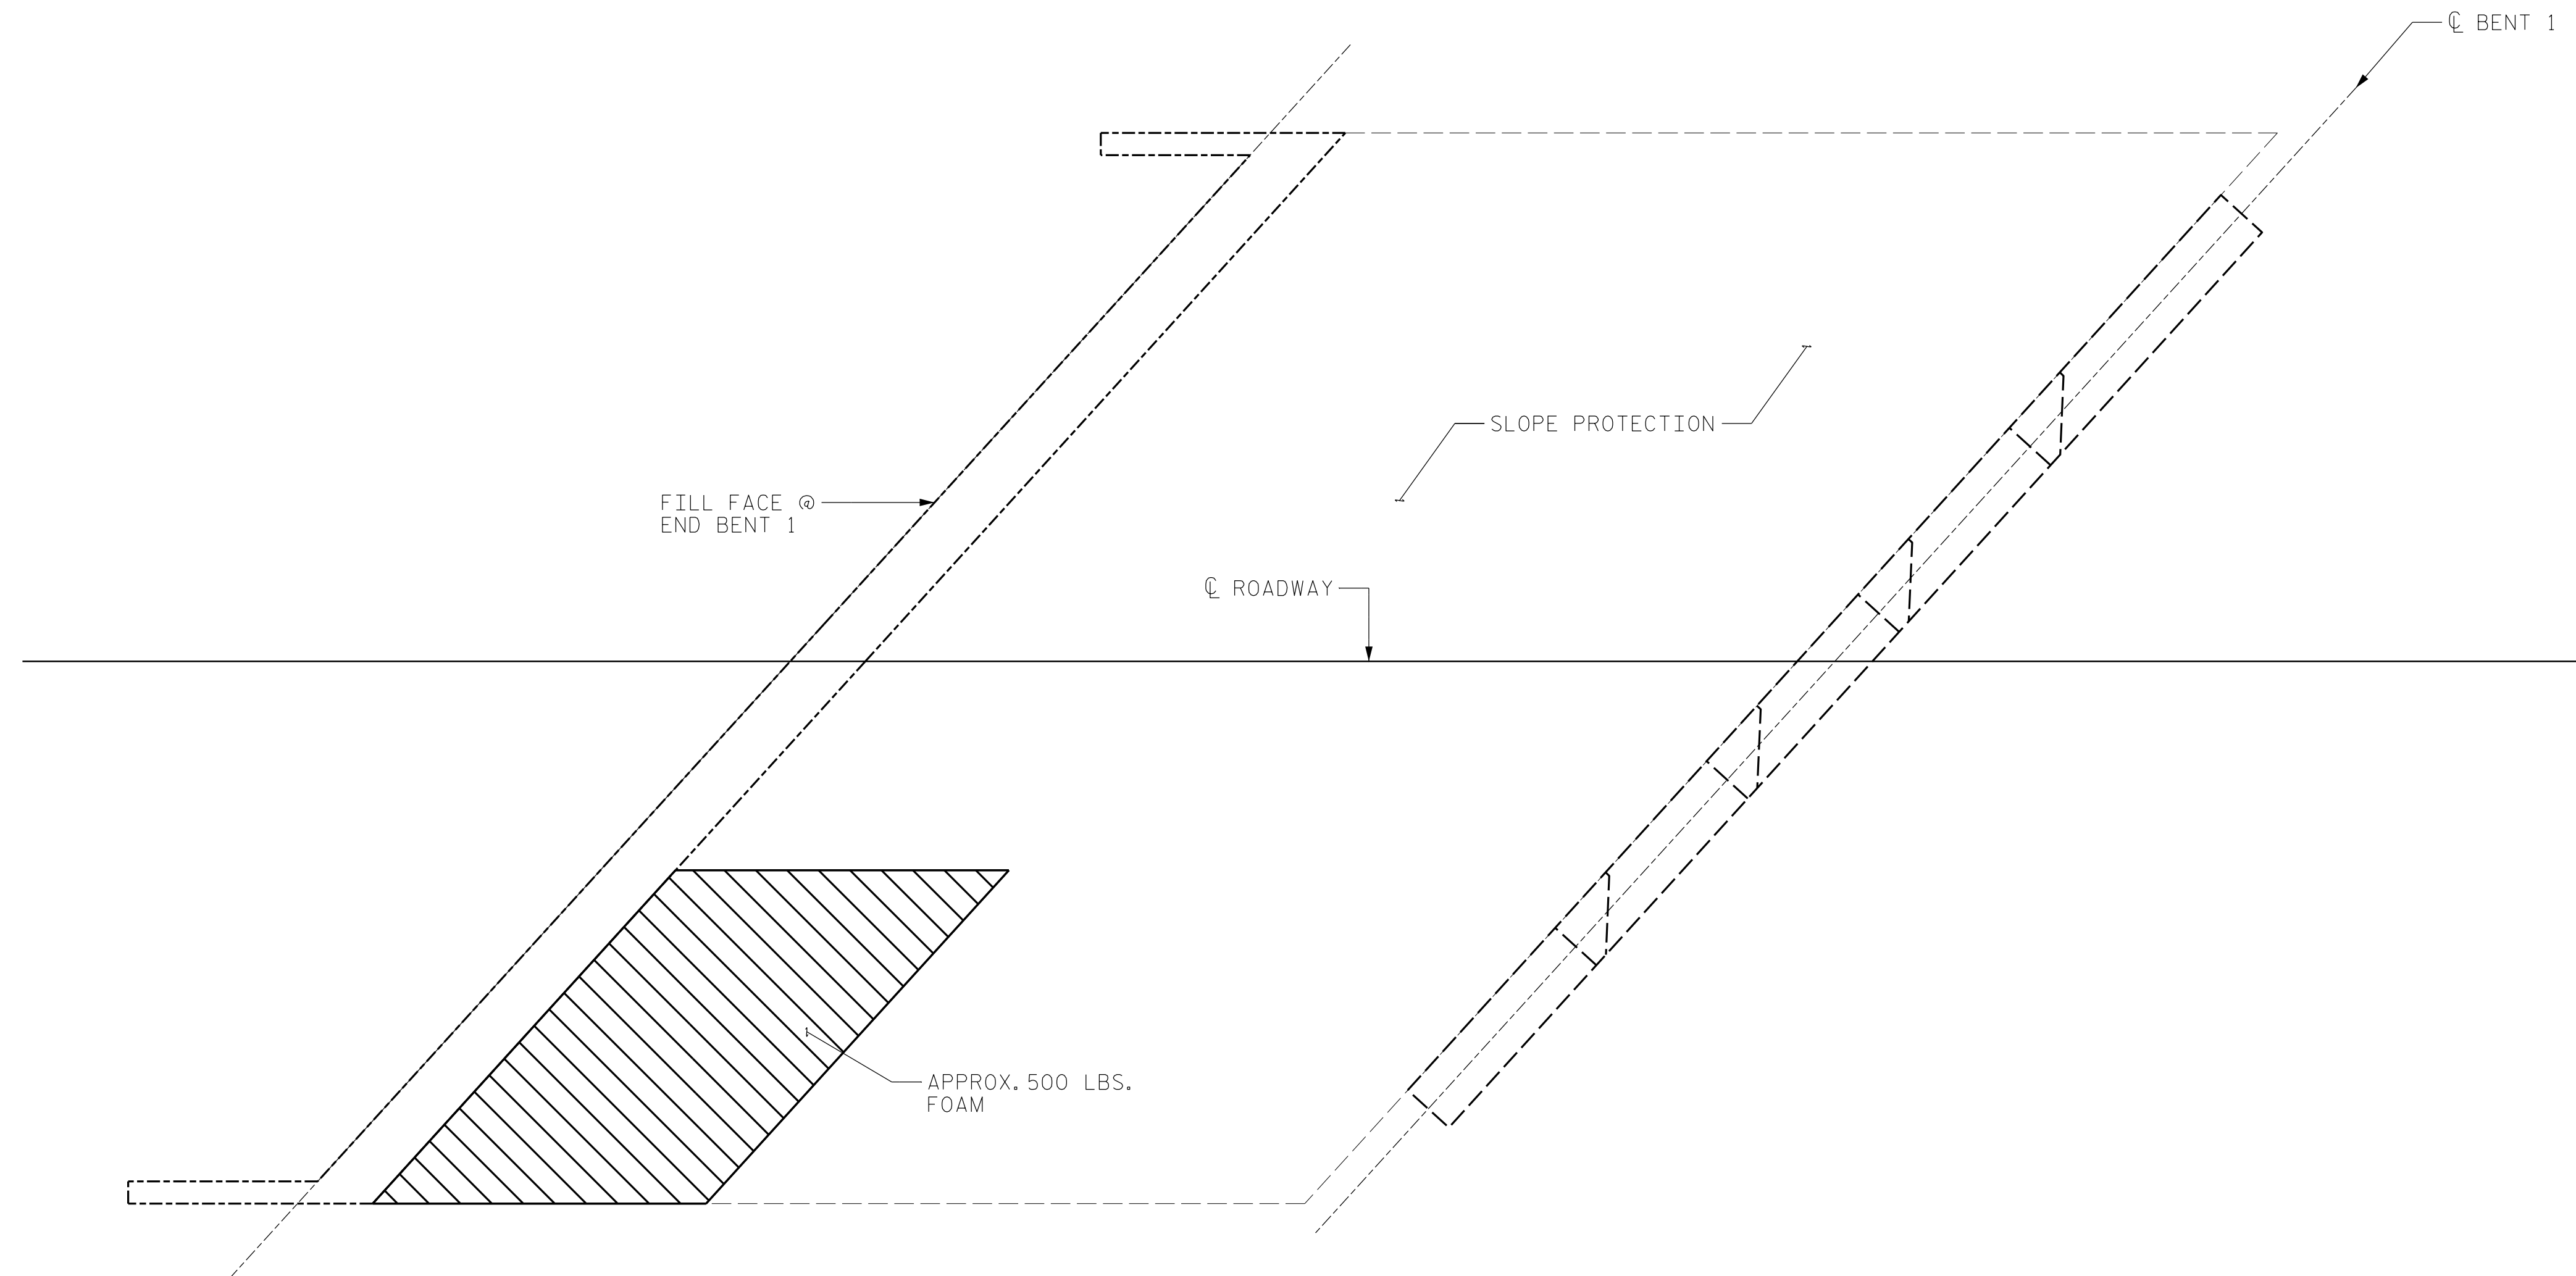 ℄ BENT 1
SLOPE PROTECTION
FILL FACE @
END BENT 1
℄ ROADWAY
APPROX. 500 LBS.
FOAM